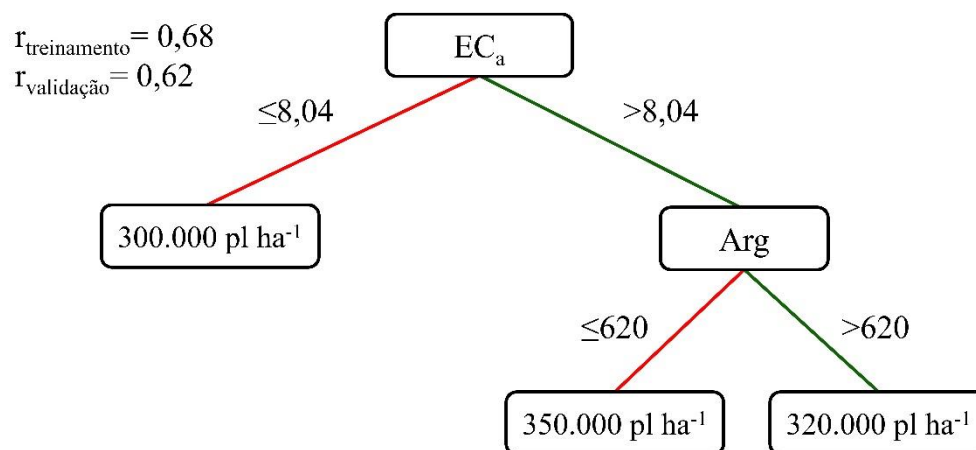 r_treinamento= 0,68
r_validação= 0,62
EC_a
≤8,04
>8,04
300.000 pl ha⁻¹
Arg
≤620
>620
350.000 pl ha⁻¹
320.000 pl ha⁻¹